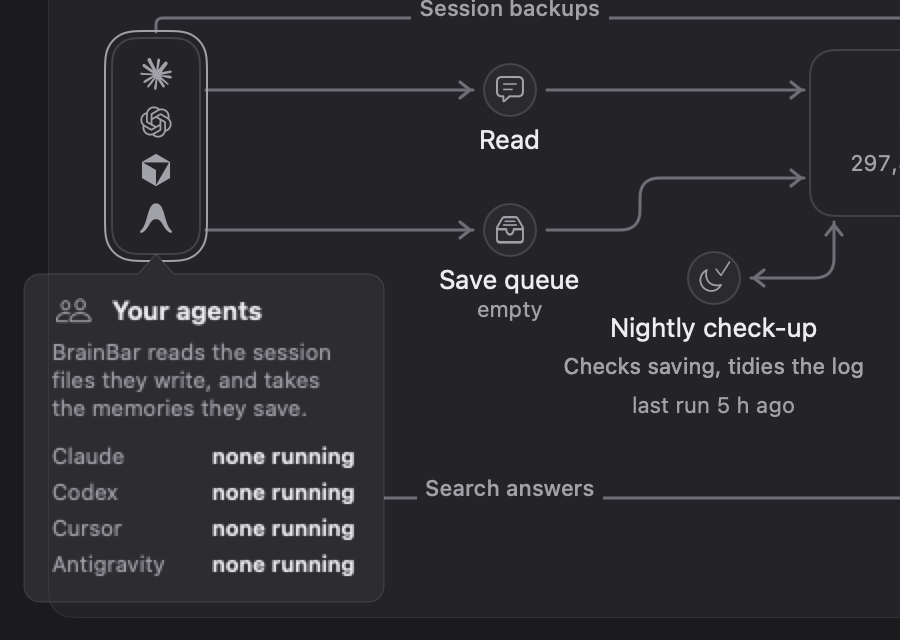 Session backups
Read
297,
Save queue
empty
Nightly check-up
Checks saving, tidies the log
last run 5 h ago
Your agents
BrainBar reads the session
files they write, and takes
the memories they save.
Claude none running
Codex none running
Cursor none running
Antigravity none running
Search answers